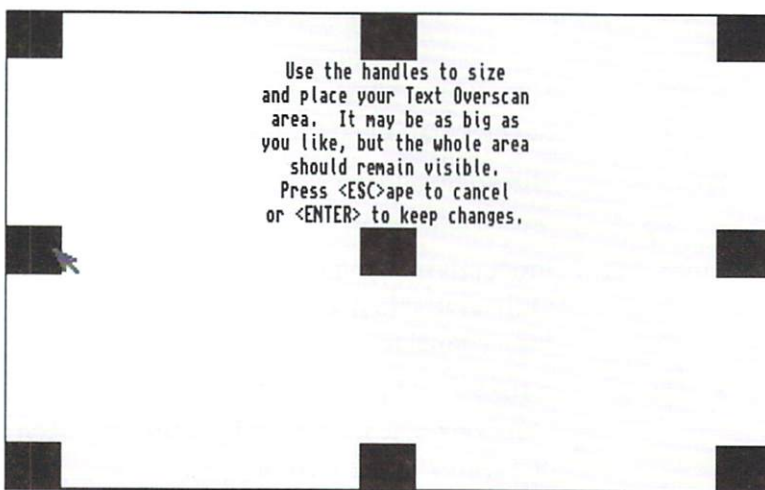 Use the handles to size
and place your Text Overscan
area.  It may be as big as
you like, but the whole area
should remain visible.
Press <ESC>ape to cancel
or <ENTER> to keep changes.